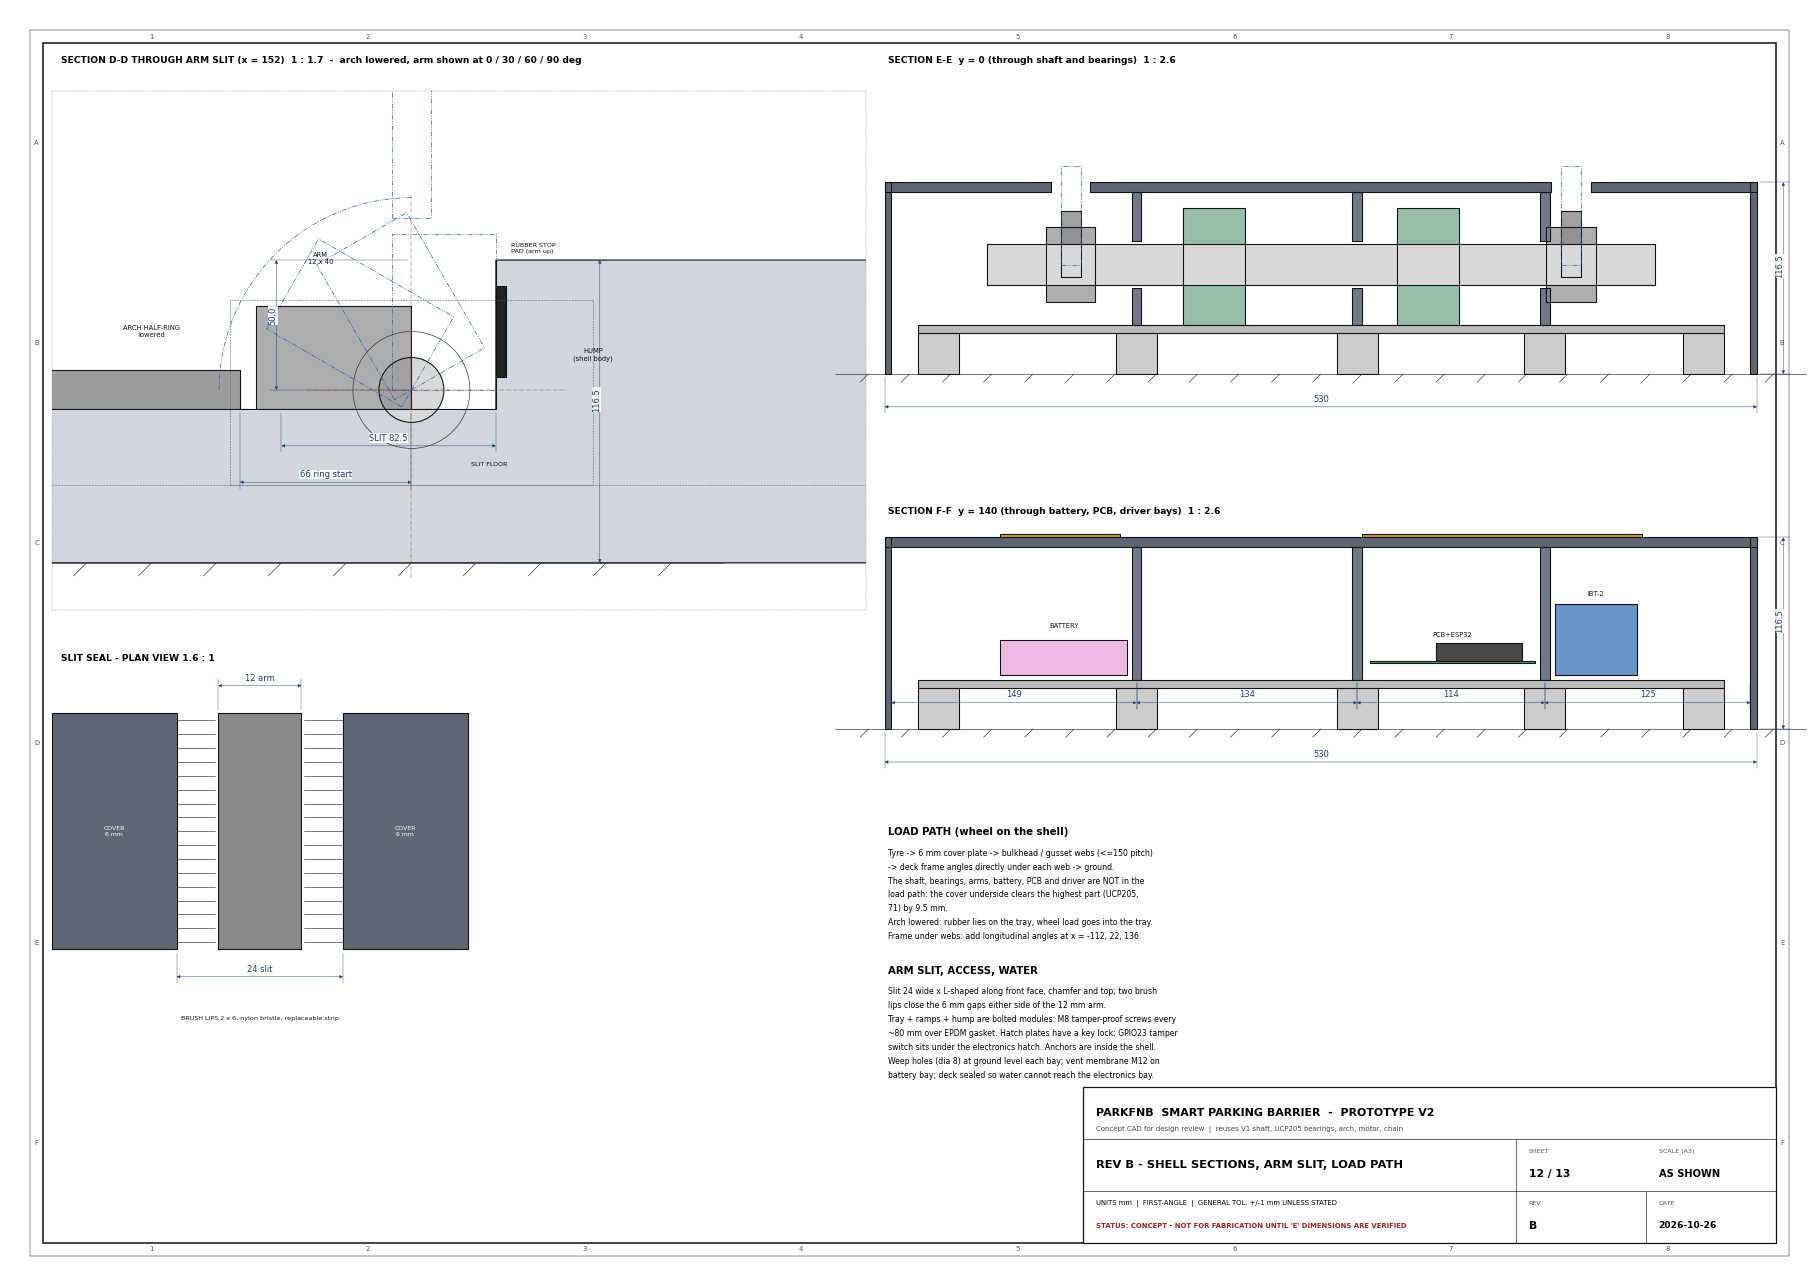 1 2 3 4 5 6 7 8
SECTION D-D THROUGH ARM SLIT (x = 152)  1 : 1.7  -  arch lowered, arm shown at 0 / 30 / 60 / 90 deg
A
B
C
D
E
F
ARM
12 x 40
RUBBER STOP
PAD (arm up)
50.0
ARCH HALF-RING
lowered
HUMP
(shell body)
116.5
SLIT 82.5
SLIT FLOOR
66 ring start
SLIT SEAL - PLAN VIEW 1.6 : 1
12 arm
COVER
6 mm
COVER
6 mm
24 slit
BRUSH LIPS 2 x 6, nylon bristle, replaceable strip
SECTION E-E  y = 0 (through shaft and bearings)  1 : 2.6
116.5
530
SECTION F-F  y = 140 (through battery, PCB, driver bays)  1 : 2.6
BATTERY
PCB+ESP32
IBT-2
116.5
149
134
114
125
530
LOAD PATH (wheel on the shell)
Tyre -> 6 mm cover plate -> bulkhead / gusset webs (<=150 pitch)
-> deck frame angles directly under each web -> ground.
The shaft, bearings, arms, battery, PCB and driver are NOT in the
load path: the cover underside clears the highest part (UCP205,
71) by 9.5 mm.
Arch lowered: rubber lies on the tray, wheel load goes into the tray.
Frame under webs: add longitudinal angles at x = -112, 22, 136.
ARM SLIT, ACCESS, WATER
Slit 24 wide x L-shaped along front face, chamfer and top; two brush
lips close the 6 mm gaps either side of the 12 mm arm.
Tray + ramps + hump are bolted modules: M8 tamper-proof screws every
~80 mm over EPDM gasket. Hatch plates have a key lock; GPIO23 tamper
switch sits under the electronics hatch. Anchors are inside the shell.
Weep holes (dia 8) at ground level each bay; vent membrane M12 on
battery bay; deck sealed so water cannot reach the electronics bay.
A
B
C
D
E
F
PARKFNB  SMART PARKING BARRIER  -  PROTOTYPE V2
Concept CAD for design review  |  reuses V1 shaft, UCP205 bearings, arch, motor, chain
REV B - SHELL SECTIONS, ARM SLIT, LOAD PATH
SHEET
12 / 13
SCALE (A3)
AS SHOWN
UNITS mm  |  FIRST-ANGLE  |  GENERAL TOL. +/-1 mm UNLESS STATED
STATUS: CONCEPT - NOT FOR FABRICATION UNTIL 'E' DIMENSIONS ARE VERIFIED
REV
B
DATE
2026-10-26
1 2 3 4 5 6 7 8